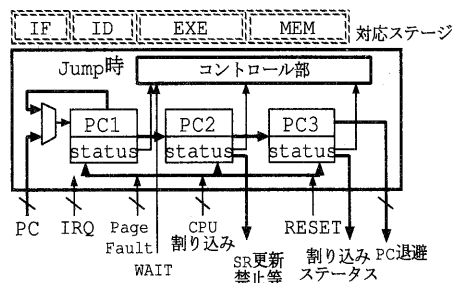 IF ID EXE MEM 対応ステージ
Jump時 コントロール部
PC1 PC2 PC3
status status status
PC IRQ Page Fault CPU 割り込み RESET PC退避
WAIT SR更新 禁止等 割り込み ステータス